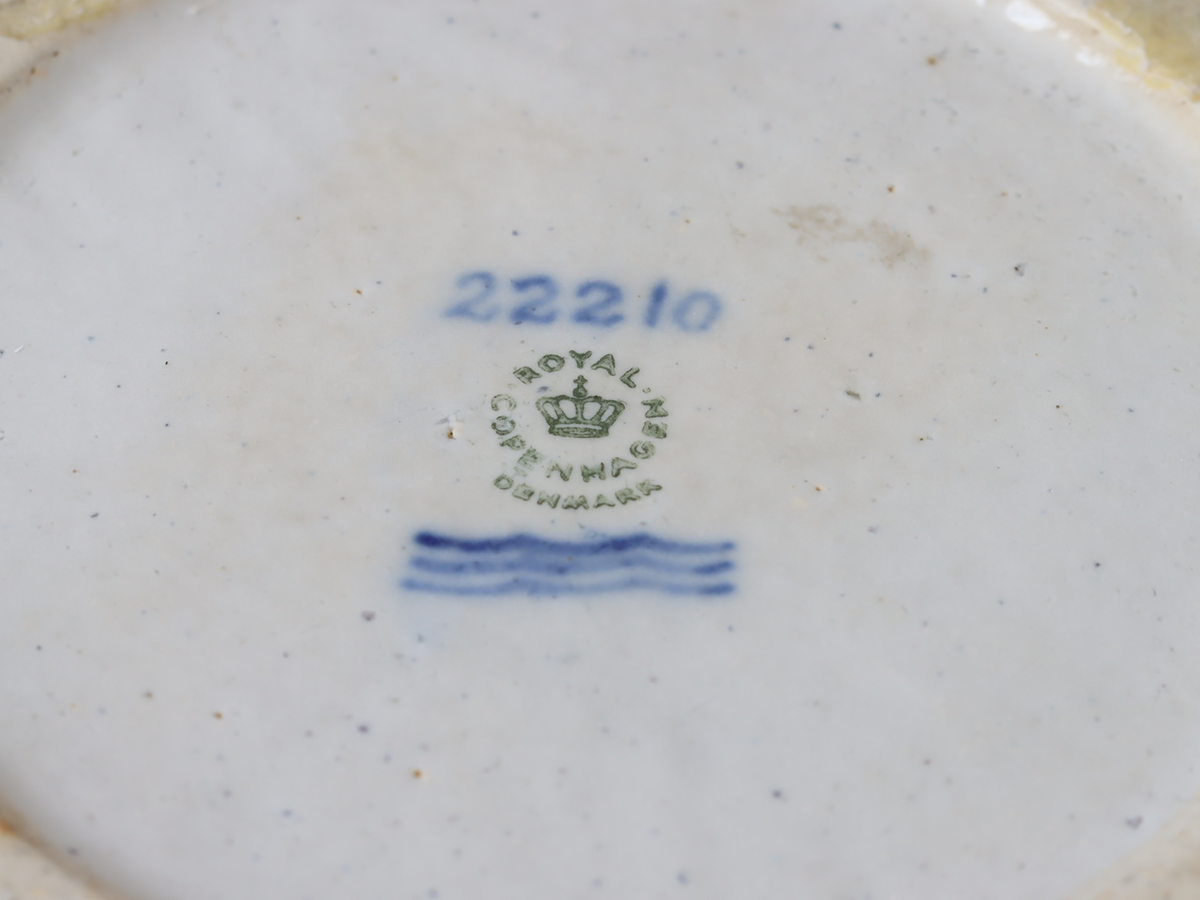 22210
ROYAL
COPENHAGEN
DENMARK